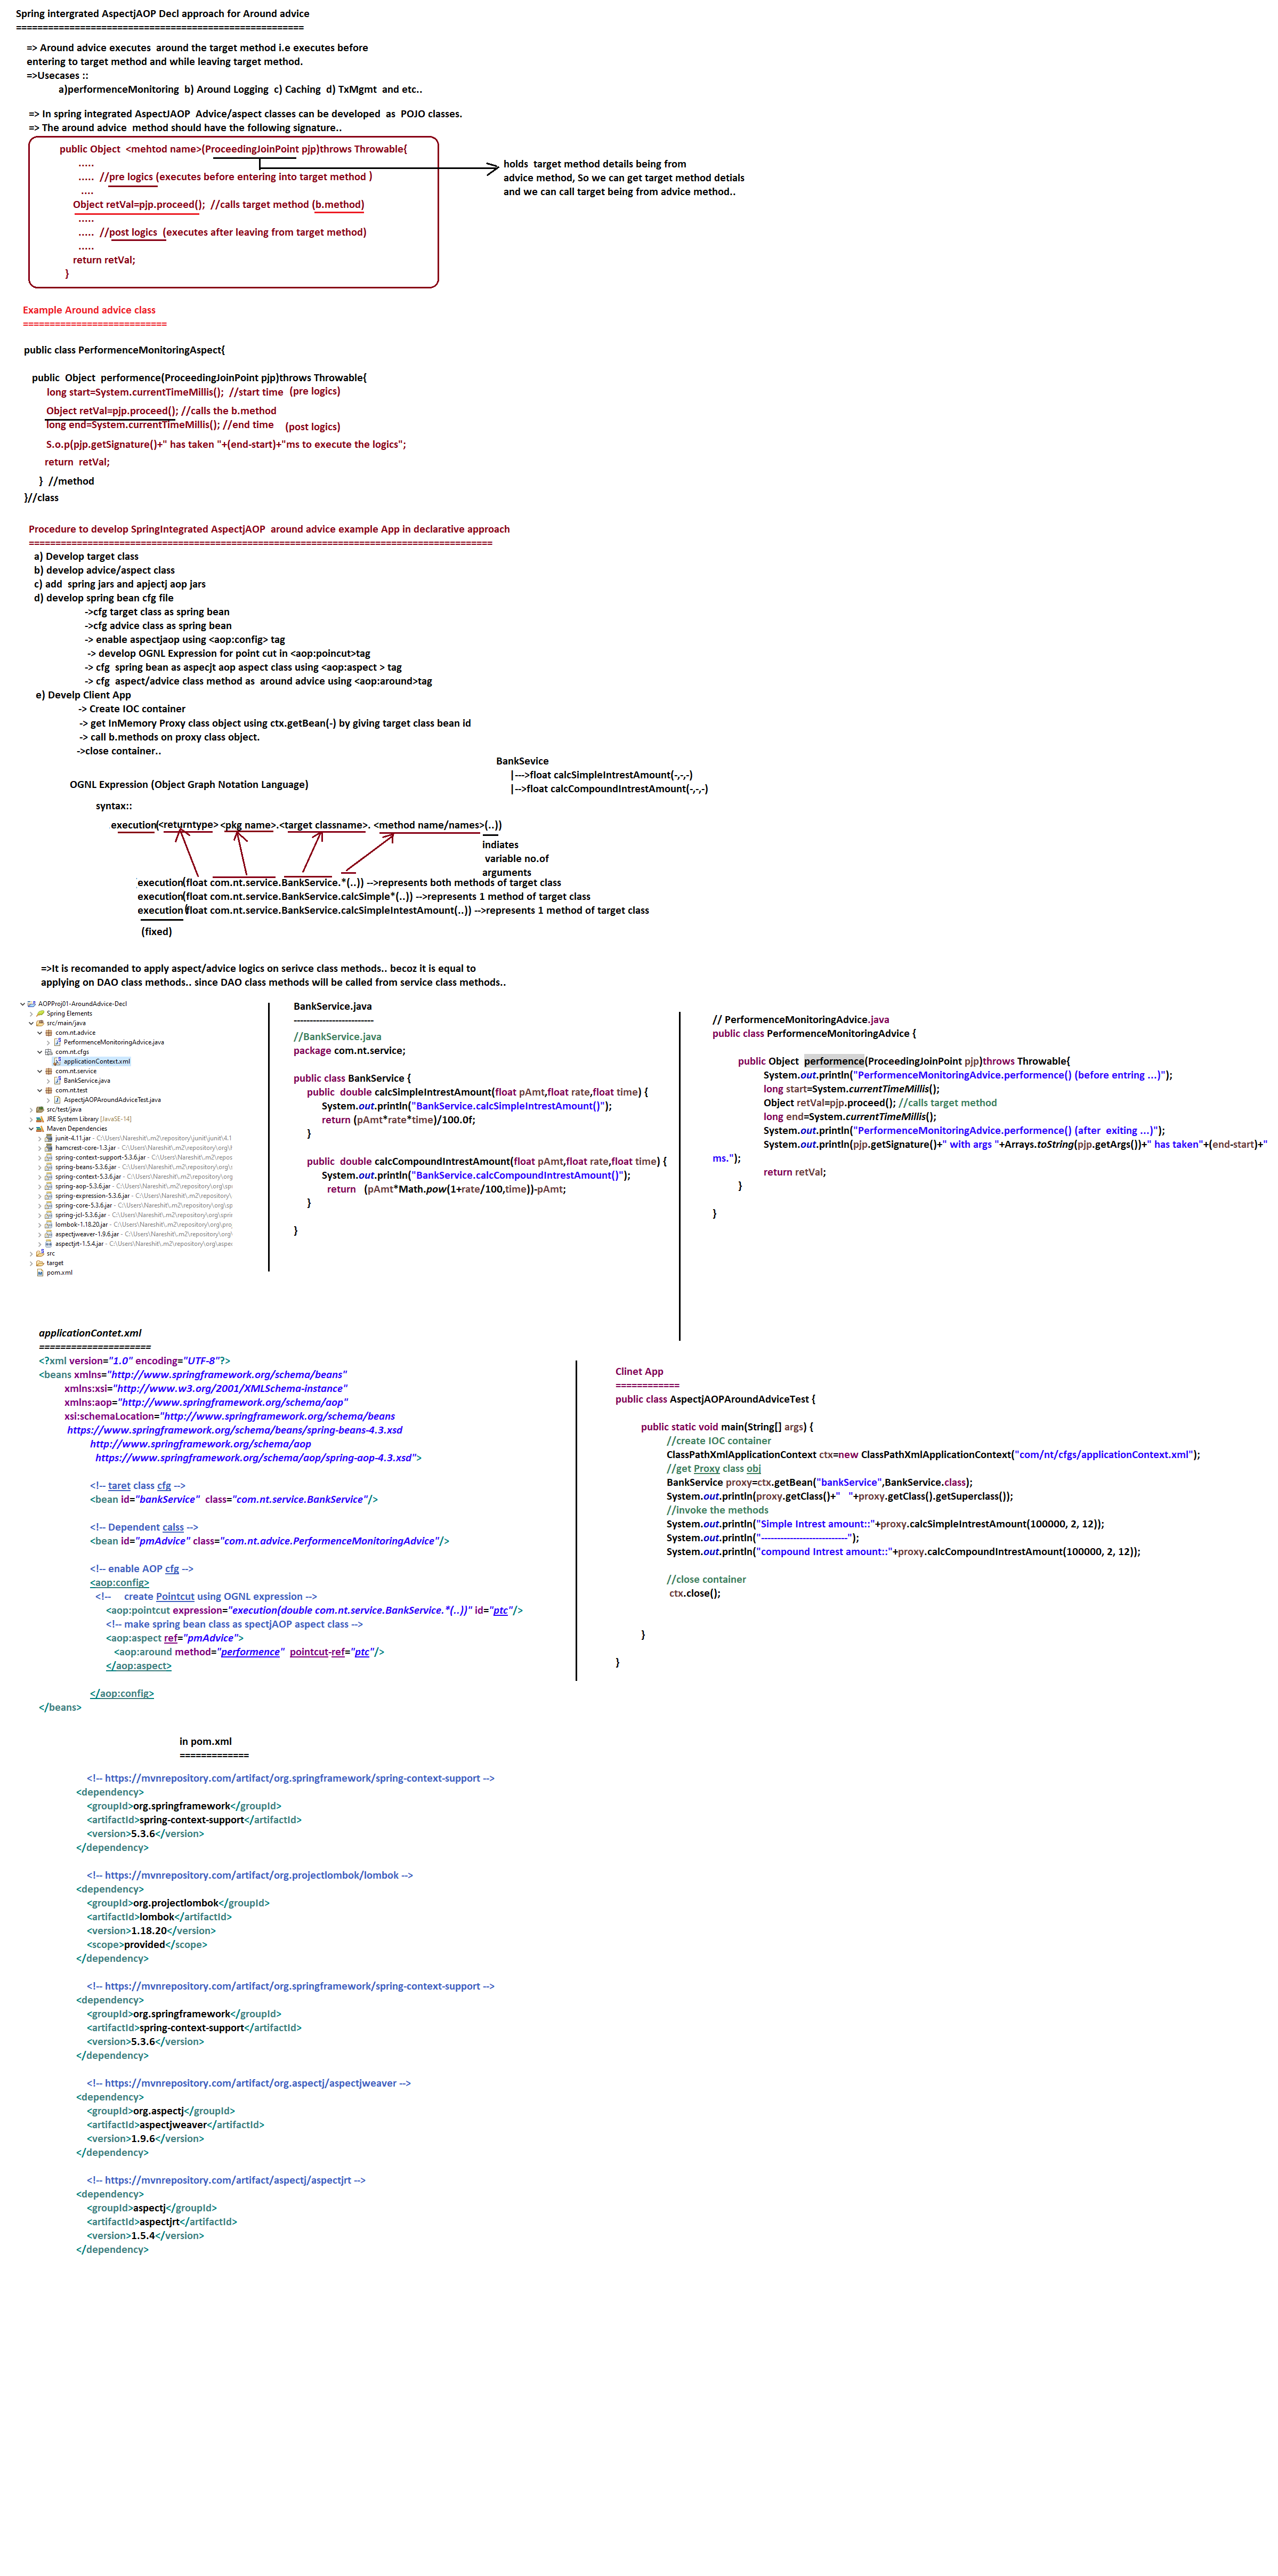 Spring intergrated AspectjAOP Decl approach for Around advice
=====================================================
=> Around advice executes  around the target method i.e executes before
entering to target method and while leaving target method.
=>Usecases ::
a)performenceMonitoring  b) Around Logging  c) Caching  d) TxMgmt  and etc..
=> In spring integrated AspectJAOP  Advice/aspect classes can be developed  as  POJO classes.
=> The around advice  method should have the following signature..
public Object  <mehtod name>(ProceedingJoinPoint pjp)throws Throwable{
.....
.....  //pre logics (executes before entering into target method )
....
Object retVal=pjp.proceed();  //calls target method (b.method)
.....
.....  //post logics  (executes after leaving from target method)
.....
return retVal;
}
holds  target method details being from
advice method, So we can get target method detials
and we can call target being from advice method..
Example Around advice class
===========================
public class PerformenceMonitoringAspect{
public  Object  performence(ProceedingJoinPoint pjp)throws Throwable{
long start=System.currentTimeMillis();  //start time  (pre logics)
Object retVal=pjp.proceed(); //calls the b.method
long end=System.currentTimeMillis(); //end time    (post logics)
S.o.p(pjp.getSignature()+" has taken "+(end-start)+"ms to execute the logics";
return  retVal;
}  //method
}//class
Procedure to develop SpringIntegrated AspectjAOP  around advice example App in declarative approach
=======================================================================================
a) Develop target class
b) develop advice/aspect class
c) add  spring jars and apjectj aop jars
d) develop spring bean cfg file
->cfg target class as spring bean
->cfg advice class as spring bean
-> enable aspectjaop using <aop:config> tag
-> develop OGNL Expression for point cut in <aop:poincut>tag
-> cfg  spring bean as aspecjt aop aspect class using <aop:aspect > tag
-> cfg  aspect/advice class method as  around advice using <aop:around>tag
e) Develp Client App
-> Create IOC container
-> get InMemory Proxy class object using ctx.getBean(-) by giving target class bean id
-> call b.methods on proxy class object.
->close container..
BankSevice
|--->float calcSimpleIntrestAmount(-,-,-)
|-->float calcCompoundIntrestAmount(-,-,-)
OGNL Expression (Object Graph Notation Language)
syntax::
execution(<returntype> <pkg name>.<target classname>. <method name/names>(..))
indiates
variable no.of
arguments
execution(float com.nt.service.BankService.*(..)) -->represents both methods of target class
execution(float com.nt.service.BankService.calcSimple*(..)) -->represents 1 method of target class
execution(float com.nt.service.BankService.calcSimpleIntestAmount(..)) -->represents 1 method of target class
(fixed)
=>It is recomanded to apply aspect/advice logics on serivce class methods.. becoz it is equal to
applying on DAO class methods.. since DAO class methods will be called from service class methods..
AOPProj01-AroundAdvice-Decl
Spring Elements
src/main/java
com.nt.advice
PerformenceMonitoringAdvice.java
com.nt.cfgs
applicationContext.xml
com.nt.service
BankService.java
com.nt.test
AspectjAOPAroundAdviceTest.java
src/test/java
JRE System Library [JavaSE-14]
Maven Dependencies
junit-4.11.jar - C:\Users\Nareshit\.m2\repository\junit\junit\4.1
hamcrest-core-1.3.jar - C:\Users\Nareshit\.m2\repository\org\
spring-context-support-5.3.6.jar - C:\Users\Nareshit\.m2\repos
spring-beans-5.3.6.jar - C:\Users\Nareshit\.m2\repository\org\s
spring-context-5.3.6.jar - C:\Users\Nareshit\.m2\repository\org
spring-aop-5.3.6.jar - C:\Users\Nareshit\.m2\repository\org\sp
spring-expression-5.3.6.jar - C:\Users\Nareshit\.m2\repository\
spring-core-5.3.6.jar - C:\Users\Nareshit\.m2\repository\org\sp
spring-jcl-5.3.6.jar - C:\Users\Nareshit\.m2\repository\org\spri
lombok-1.18.20.jar - C:\Users\Nareshit\.m2\repository\org\pro
aspectjweaver-1.9.6.jar - C:\Users\Nareshit\.m2\repository\org\
aspectjrt-1.5.4.jar - C:\Users\Nareshit\.m2\repository\org\aspe
src
target
pom.xml
BankService.java
-------------------------
//BankService.java
package com.nt.service;
public class BankService {
public  double calcSimpleIntrestAmount(float pAmt,float rate,float time) {
System.out.println("BankService.calcSimpleIntrestAmount()");
return (pAmt*rate*time)/100.0f;
}
public  double calcCompoundIntrestAmount(float pAmt,float rate,float time) {
System.out.println("BankService.calcCompoundIntrestAmount()");
return   (pAmt*Math.pow(1+rate/100,time))-pAmt;
}
}
// PerformenceMonitoringAdvice.java
public class PerformenceMonitoringAdvice {
public Object  performence(ProceedingJoinPoint pjp)throws Throwable{
System.out.println("PerformenceMonitoringAdvice.performence() (before entring ...)");
long start=System.currentTimeMillis();
Object retVal=pjp.proceed(); //calls target method
long end=System.currentTimeMillis();
System.out.println("PerformenceMonitoringAdvice.performence() (after  exiting ...)");
System.out.println(pjp.getSignature()+" with args "+Arrays.toString(pjp.getArgs())+" has taken"+(end-start)+"
ms.");
return retVal;
}
}
applicationContet.xml
=====================
<?xml version="1.0" encoding="UTF-8"?>
<beans xmlns="http://www.springframework.org/schema/beans"
xmlns:xsi="http://www.w3.org/2001/XMLSchema-instance"
xmlns:aop="http://www.springframework.org/schema/aop"
xsi:schemaLocation="http://www.springframework.org/schema/beans
https://www.springframework.org/schema/beans/spring-beans-4.3.xsd
http://www.springframework.org/schema/aop
https://www.springframework.org/schema/aop/spring-aop-4.3.xsd">
<!-- taret class cfg -->
<bean id="bankService"  class="com.nt.service.BankService"/>
<!-- Dependent calss -->
<bean id="pmAdvice" class="com.nt.advice.PerformenceMonitoringAdvice"/>
<!-- enable AOP cfg -->
<aop:config>
<!--    create Pointcut using OGNL expression -->
<aop:pointcut expression="execution(double com.nt.service.BankService.*(..))" id="ptc"/>
<!-- make spring bean class as spectjAOP aspect class -->
<aop:aspect ref="pmAdvice">
<aop:around method="performence"  pointcut-ref="ptc"/>
</aop:aspect>
</aop:config>
</beans>
Clinet App
============
public class AspectjAOPAroundAdviceTest {
public static void main(String[] args) {
//create IOC container
ClassPathXmlApplicationContext ctx=new ClassPathXmlApplicationContext("com/nt/cfgs/applicationContext.xml");
//get Proxy class obj
BankService proxy=ctx.getBean("bankService",BankService.class);
System.out.println(proxy.getClass()+"   "+proxy.getClass().getSuperclass());
//invoke the methods
System.out.println("Simple Intrest amount::"+proxy.calcSimpleIntrestAmount(100000, 2, 12));
System.out.println("---------------------------");
System.out.println("compound Intrest amount::"+proxy.calcCompoundIntrestAmount(100000, 2, 12));
//close container
ctx.close();
}
}
in pom.xml
=============
<!-- https://mvnrepository.com/artifact/org.springframework/spring-context-support -->
<dependency>
<groupId>org.springframework</groupId>
<artifactId>spring-context-support</artifactId>
<version>5.3.6</version>
</dependency>
<!-- https://mvnrepository.com/artifact/org.projectlombok/lombok -->
<dependency>
<groupId>org.projectlombok</groupId>
<artifactId>lombok</artifactId>
<version>1.18.20</version>
<scope>provided</scope>
</dependency>
<!-- https://mvnrepository.com/artifact/org.springframework/spring-context-support -->
<dependency>
<groupId>org.springframework</groupId>
<artifactId>spring-context-support</artifactId>
<version>5.3.6</version>
</dependency>
<!-- https://mvnrepository.com/artifact/org.aspectj/aspectjweaver -->
<dependency>
<groupId>org.aspectj</groupId>
<artifactId>aspectjweaver</artifactId>
<version>1.9.6</version>
</dependency>
<!-- https://mvnrepository.com/artifact/aspectj/aspectjrt -->
<dependency>
<groupId>aspectj</groupId>
<artifactId>aspectjrt</artifactId>
<version>1.5.4</version>
</dependency>